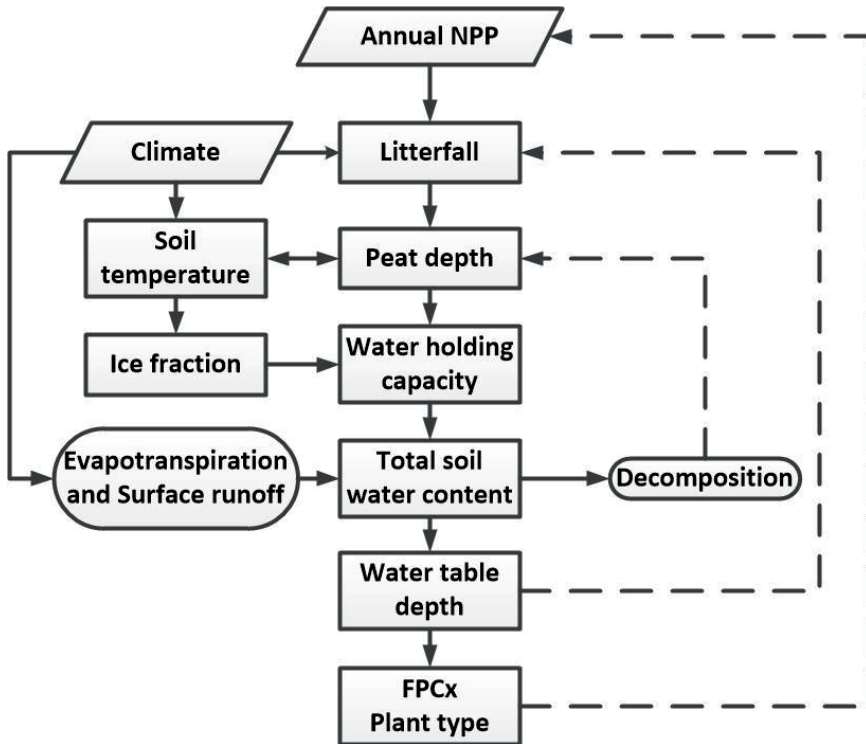 Annual NPP
Climate
Litterfall
Soil
temperature
Peat depth
Ice fraction
Water holding
capacity
Evapotranspiration
and Surface runoff
Total soil
water content
Decomposition
Water table
depth
FPCx
Plant type